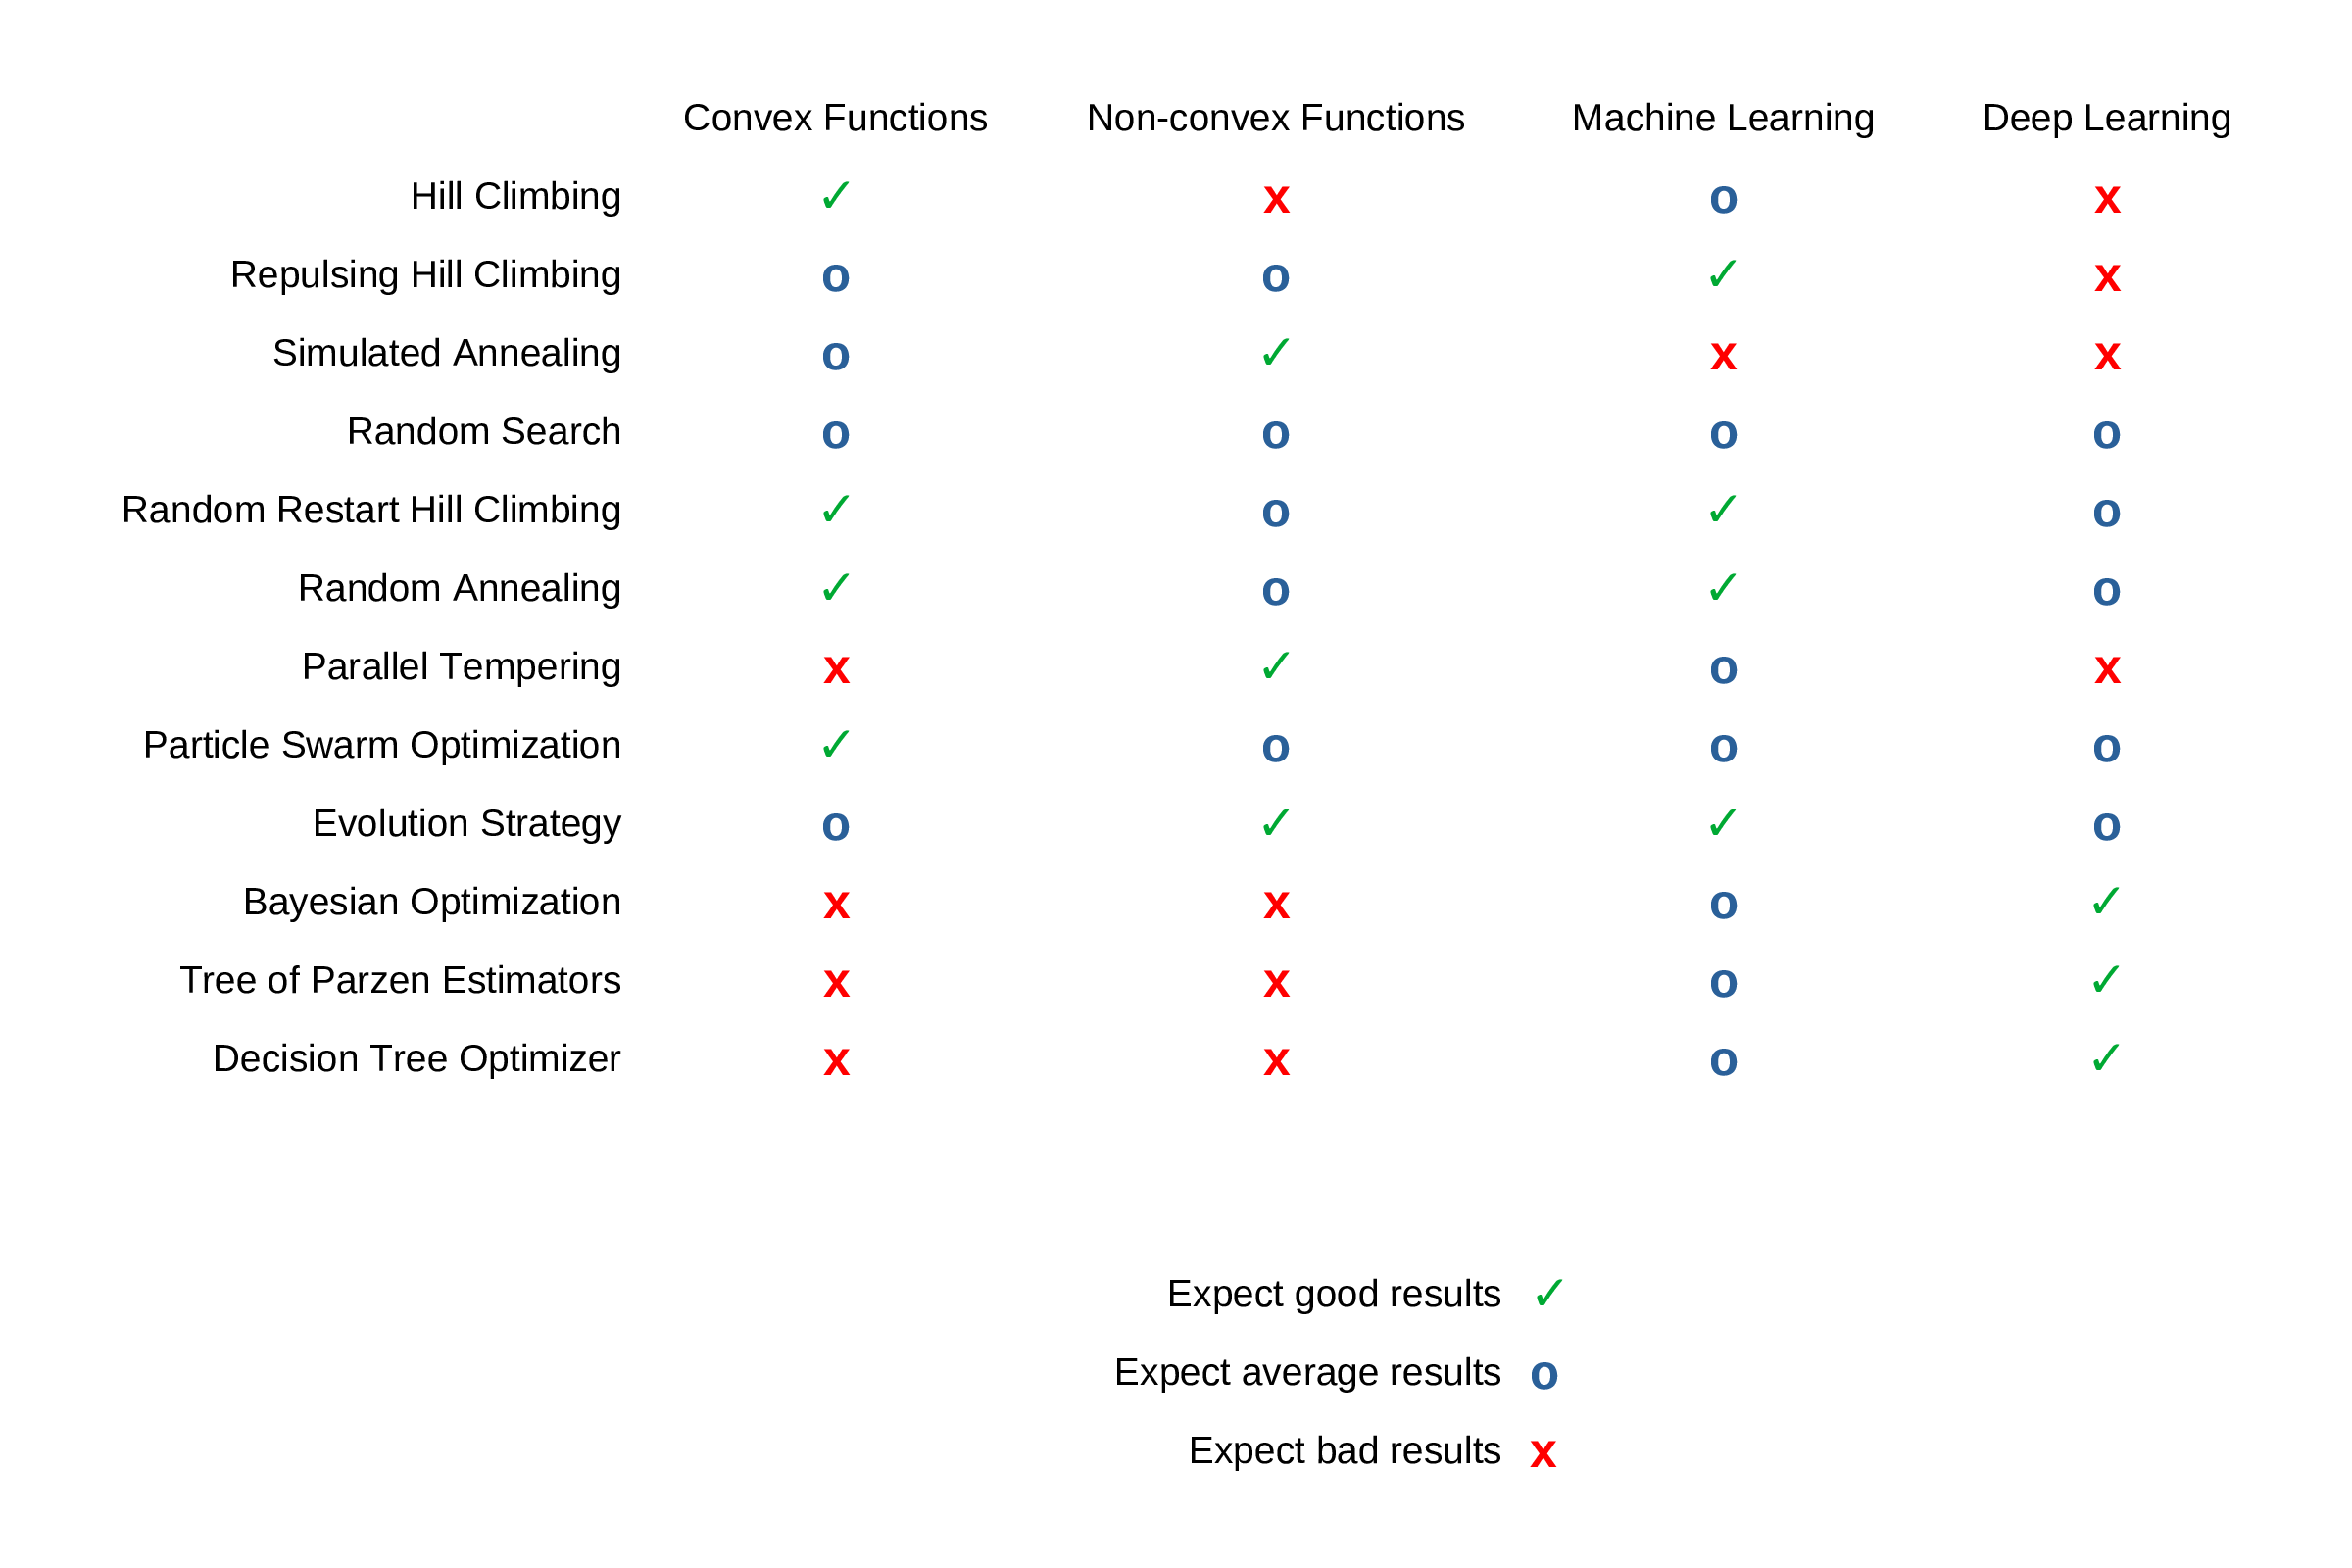 Convex Functions Non-convex Functions Machine Learning Deep Learning
Hill Climbing ✓ x o x
Repulsing Hill Climbing o o ✓ x
Simulated Annealing o ✓ x x
Random Search o o o o
Random Restart Hill Climbing ✓ o ✓ o
Random Annealing ✓ o ✓ o
Parallel Tempering x ✓ o x
Particle Swarm Optimization ✓ o o o
Evolution Strategy o ✓ ✓ o
Bayesian Optimization x x o ✓
Tree of Parzen Estimators x x o ✓
Decision Tree Optimizer x x o ✓
Expect good results ✓
Expect average results o
Expect bad results x